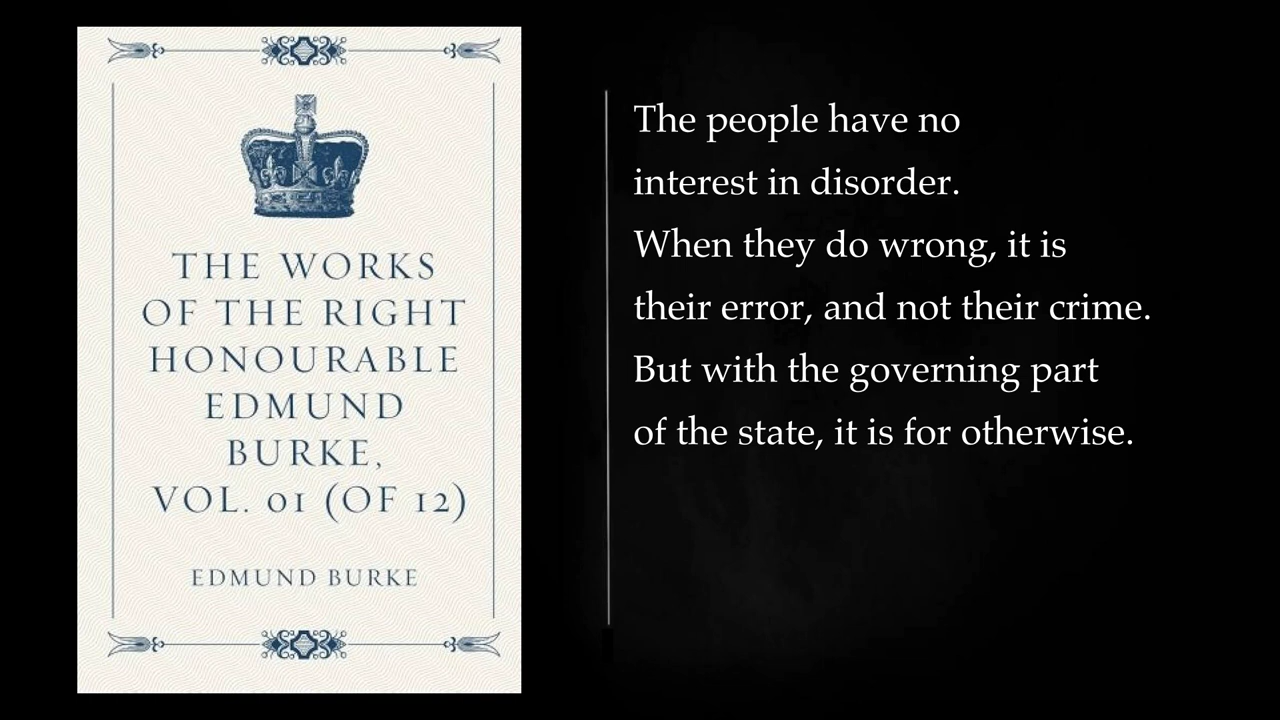 THE WORKS
OF THE RIGHT
HONOURABLE
EDMUND
BURKE,
VOL. 01 (OF 12)
EDMUND BURKE
The people have no
interest in disorder.
When they do wrong, it is
their error, and not their crime.
But with the governing part
of the state, it is for otherwise.